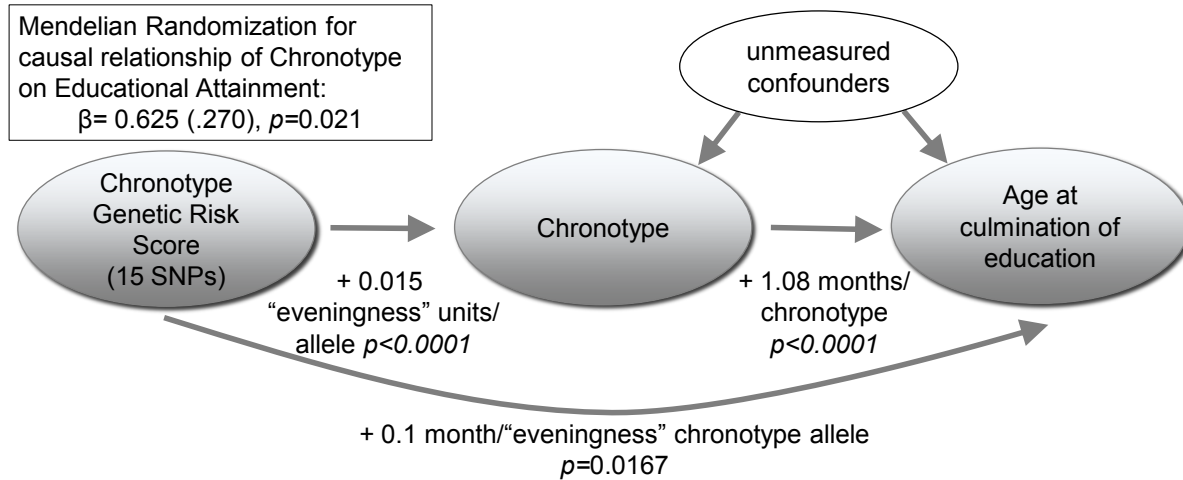 Mendelian Randomization for
causal relationship of Chronotype
on Educational Attainment:
β= 0.625 (.270), p=0.021
unmeasured
confounders
Chronotype
Genetic Risk
Score
(15 SNPs)
Chronotype
Age at
culmination of
education
+ 0.015
“eveningness” units/
allele p<0.0001
+ 1.08 months/
chronotype
p<0.0001
+ 0.1 month/“eveningness” chronotype allele
p=0.0167